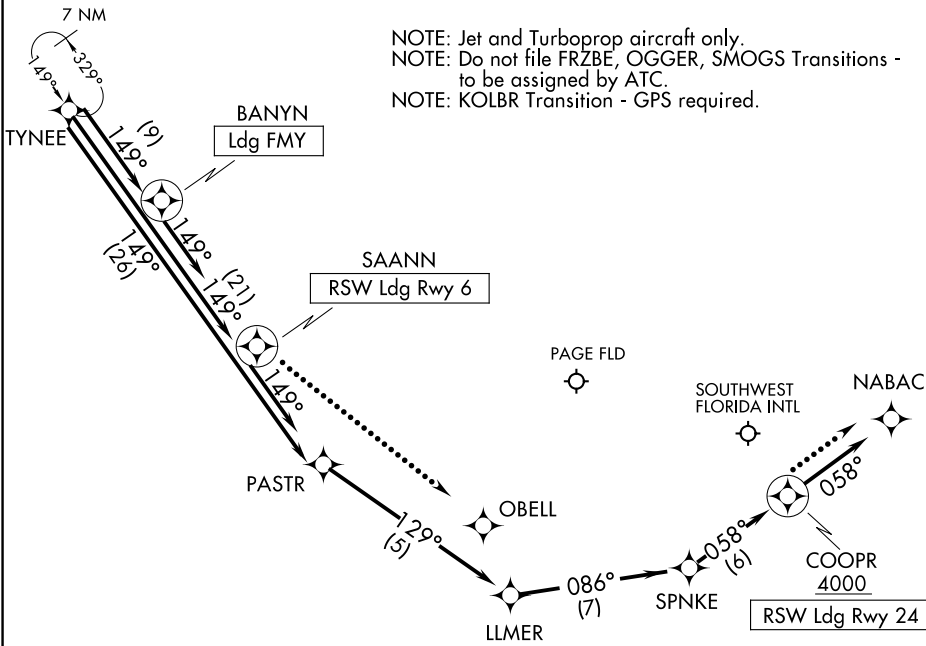 7 NM
NOTE: Jet and Turboprop aircraft only.
NOTE: Do not file FRZBE, OGGER, SMOGS Transitions -
to be assigned by ATC.
NOTE: KOLBR Transition - GPS required.
149°
329°
TYNEE
BANYN
Ldg FMY
(9)
149°
149°
(26)
149°
(21)
149°
SAANN
RSW Ldg Rwy 6
149°
PAGE FLD
SOUTHWEST
FLORIDA INTL
NABAC
PASTR
OBELL
129°
(5)
058°
058°
(6)
086°
(7)
COOPR
4000
RSW Ldg Rwy 24
SPNKE
LLMER